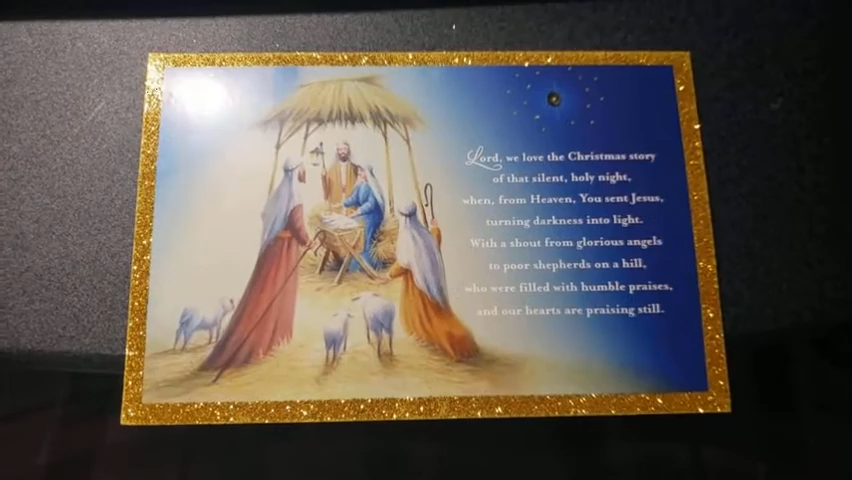 Lord, we love the Christmas story
of that silent, holy night,
when, from Heaven, You sent Jesus,
turning darkness into light.
With a shout from glorious angels
to poor shepherds on a hill,
who were filled with humble praises,
and our hearts are praising still.